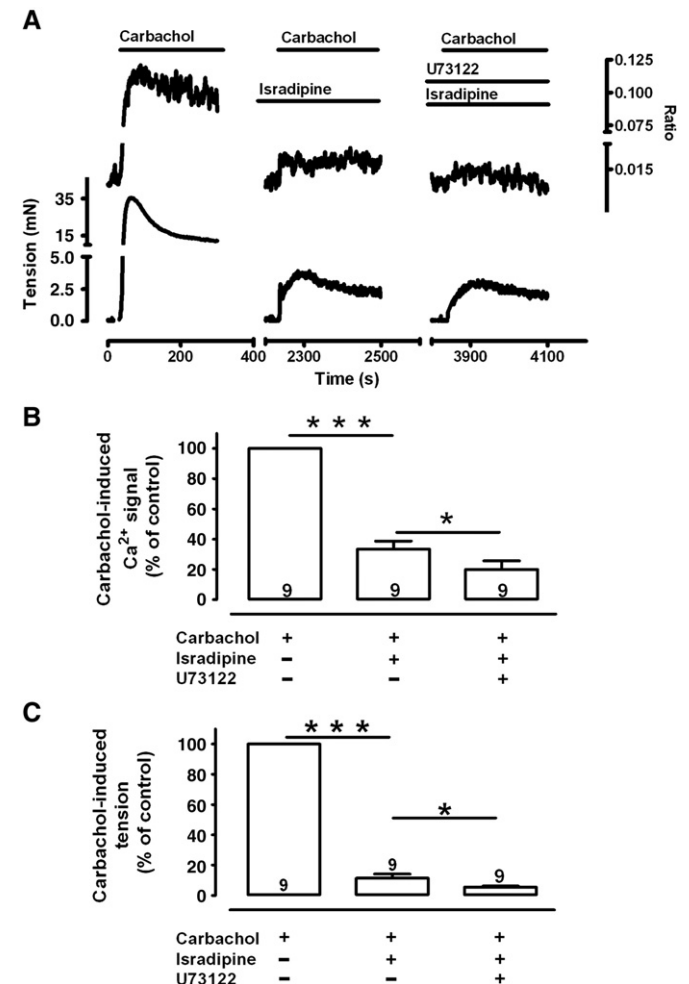 A
Carbachol Carbachol Carbachol
U73122
Isradipine Isradipine
0.125
0.100
0.075
0.015
Ratio
Tension (mN)
35
15
5.0
2.5
0.0
0 200 400 2300 2500 3900 4100
Time (s)
B
Carbachol-induced
Ca2+ signal
(% of control)
100
80
60
40
20
0
* * *
*
9 9 9
Carbachol + + +
Isradipine − + +
U73122 − − +
C
Carbachol-induced
tension
(% of control)
100
80
60
40
20
0
* * *
*
9 9 9
Carbachol + + +
Isradipine − + +
U73122 − − +